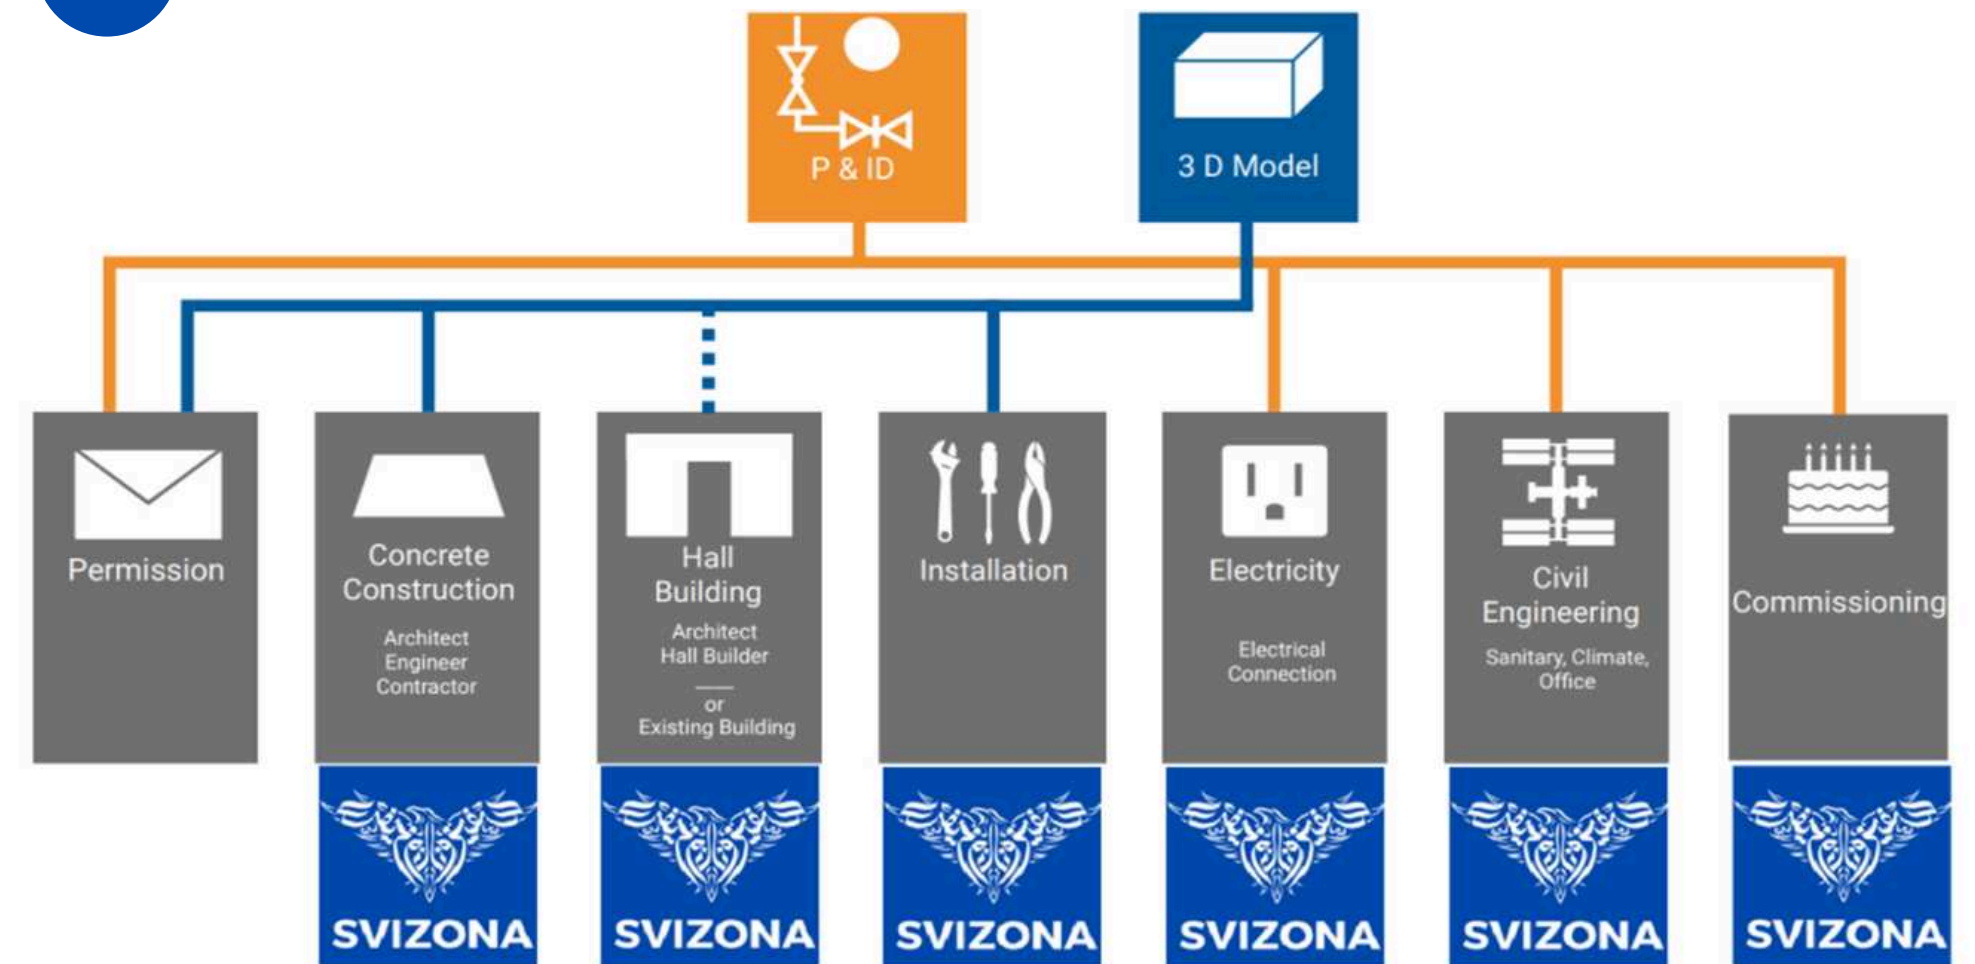 P & ID
3 D Model
Permission
Concrete
Construction
Architect
Engineer
Contractor
Hall
Building
Architect
Hall Builder
or
Existing Building
Installation
Electricity
Electrical
Connection
Civil
Engineering
Sanitary, Climate,
Office
Commissioning
SVIZONA
SVIZONA
SVIZONA
SVIZONA
SVIZONA
SVIZONA